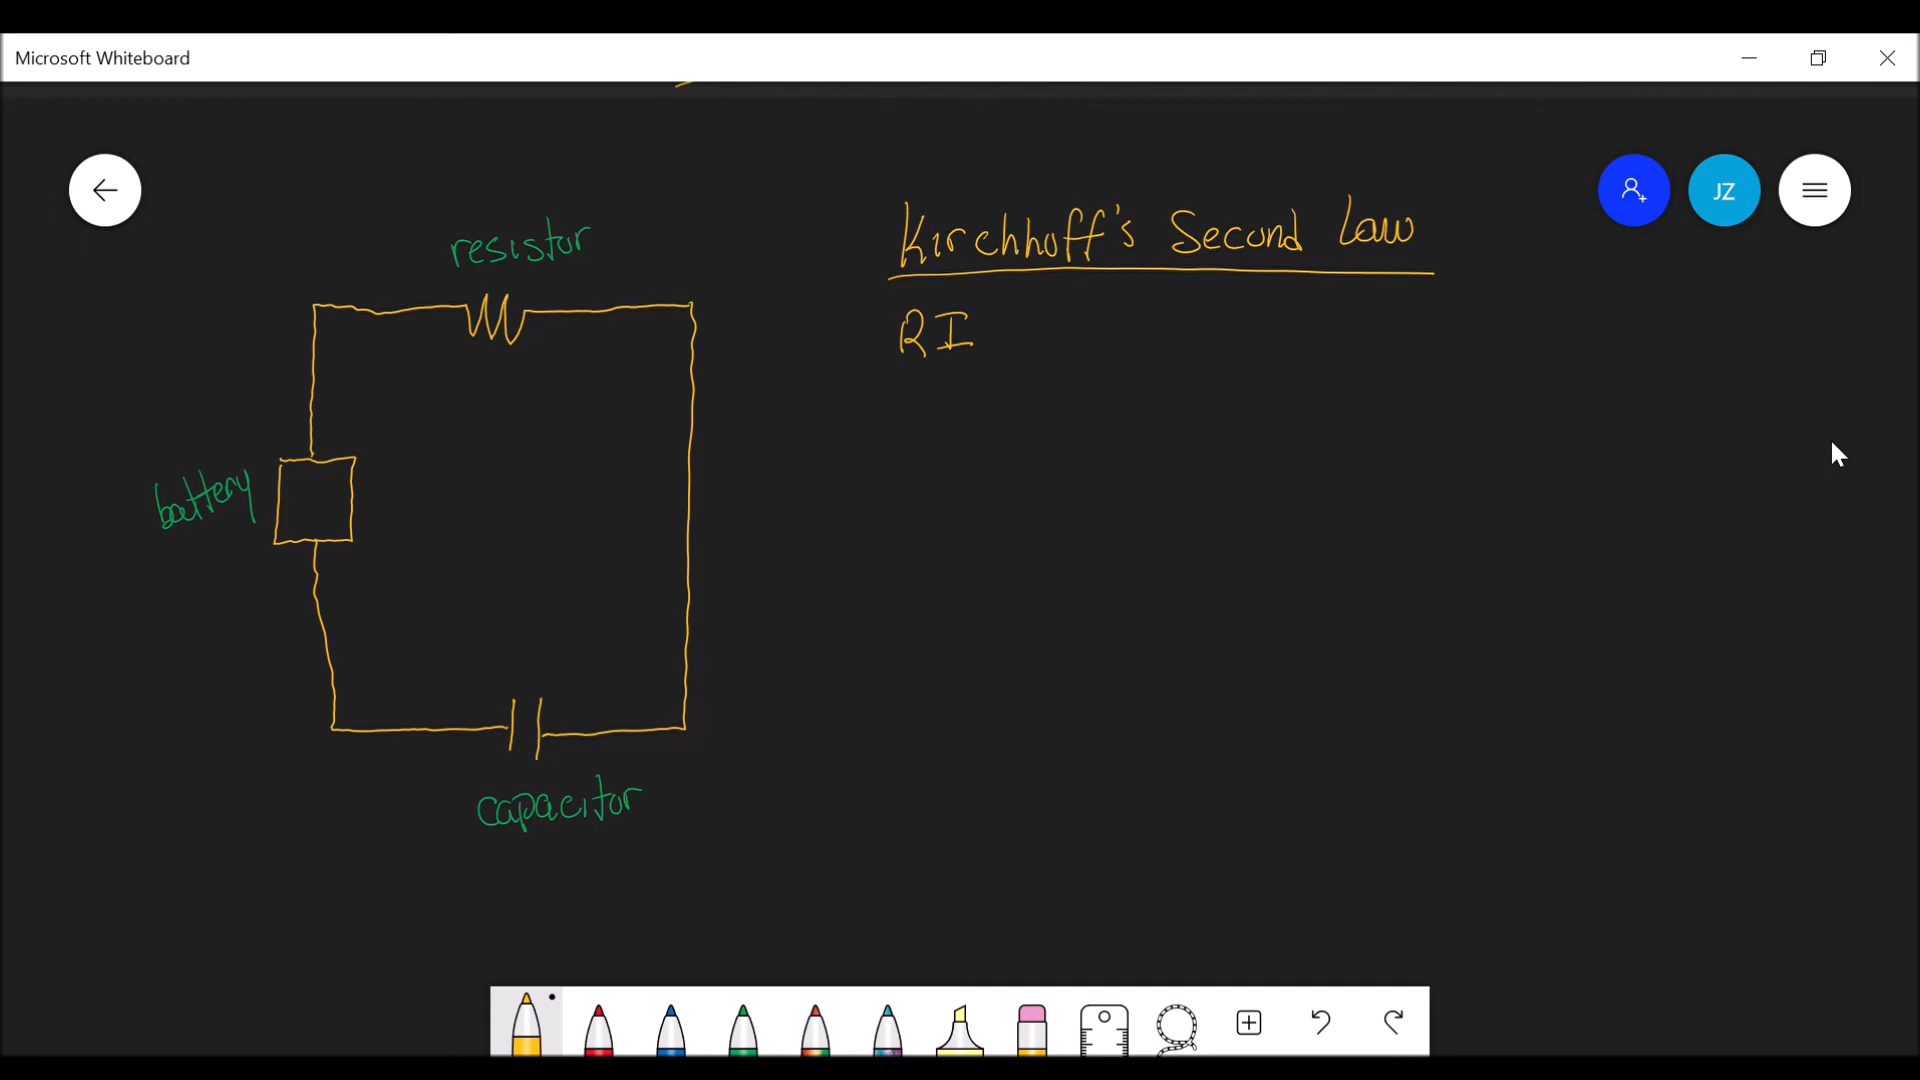 Microsoft Whiteboard
JZ
resistor
Kirchhoff's Second Law
RI
battery
capacitor